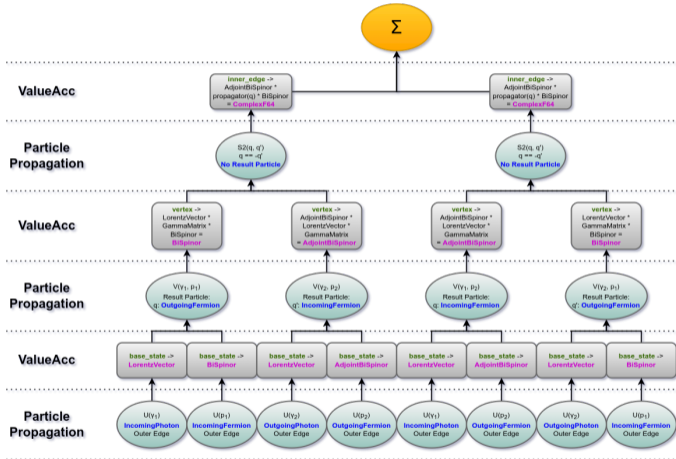 Σ
ValueAcc
inner_edge ->
AdjointBiSpinor *
propagator(q) * BiSpinor
= ComplexF64
inner_edge ->
AdjointBiSpinor *
propagator(q) * BiSpinor
= ComplexF64
Particle
Propagation
S2(q, q')
q == -q'
No Result Particle
S2(q, q')
q == -q'
No Result Particle
ValueAcc
vertex ->
LorentzVector *
GammaMatrix *
BiSpinor =
BiSpinor
vertex ->
AdjointBiSpinor *
LorentzVector *
GammaMatrix
= AdjointBiSpinor
vertex ->
AdjointBiSpinor *
LorentzVector *
GammaMatrix
= AdjointBiSpinor
vertex ->
LorentzVector *
GammaMatrix *
BiSpinor =
BiSpinor
Particle
Propagation
V(γ₁, p₁)
Result Particle:
q: OutgoingFermion
V(γ₂, p₂)
Result Particle:
q': IncomingFermion
V(γ₁, p₂)
Result Particle:
q: IncomingFermion
V(γ₂, p₁)
Result Particle:
q': OutgoingFermion
ValueAcc
base_state ->
LorentzVector
base_state ->
BiSpinor
base_state ->
LorentzVector
base_state ->
AdjointBiSpinor
base_state ->
LorentzVector
base_state ->
AdjointBiSpinor
base_state ->
LorentzVector
base_state ->
BiSpinor
Particle
Propagation
U(γ₁)
IncomingPhoton
Outer Edge
U(p₁)
IncomingFermion
Outer Edge
U(γ₂)
OutgoingPhoton
Outer Edge
U(p₂)
OutgoingFermion
Outer Edge
U(γ₁)
IncomingPhoton
Outer Edge
U(p₂)
OutgoingFermion
Outer Edge
U(γ₂)
OutgoingPhoton
Outer Edge
U(p₁)
IncomingFermion
Outer Edge